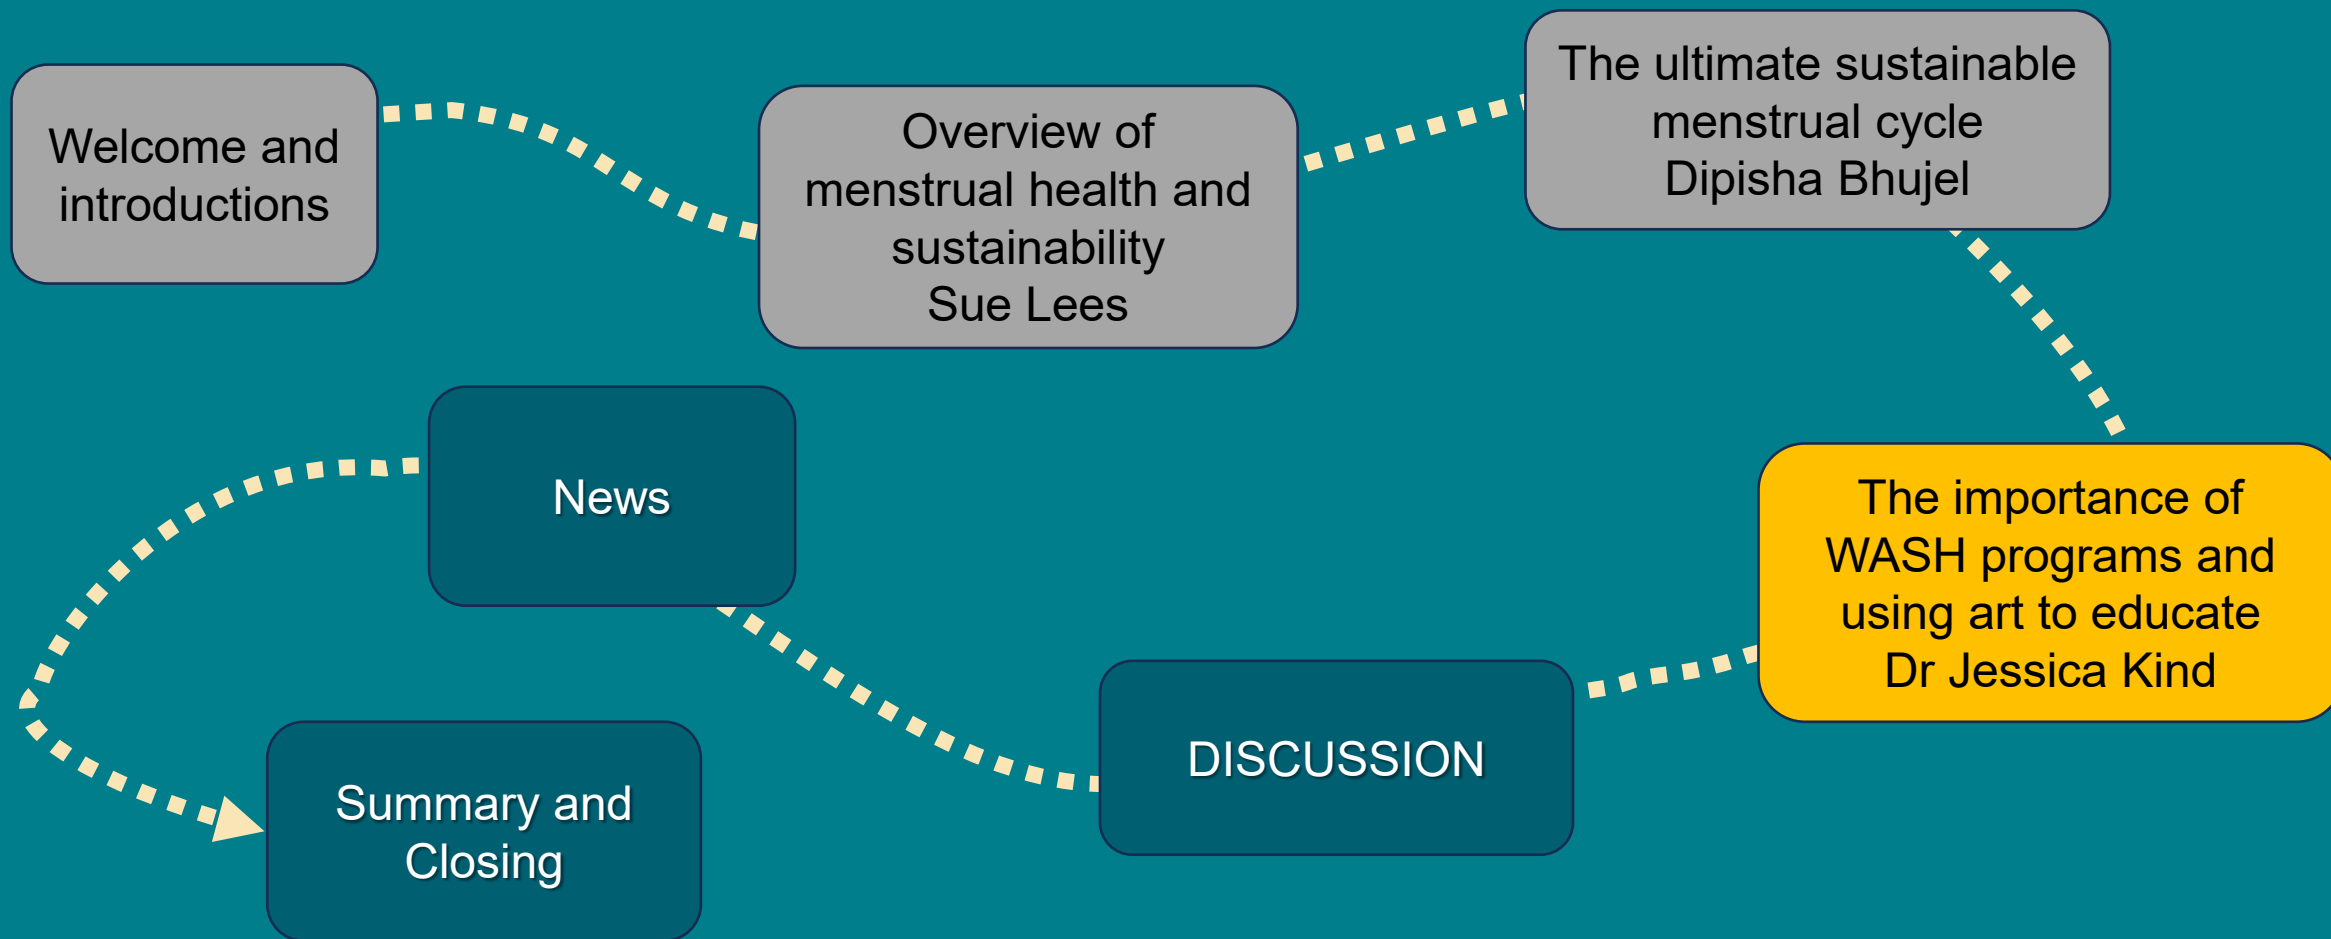 Welcome and
introductions
Overview of
menstrual health and
sustainability
Sue Lees
The ultimate sustainable
menstrual cycle
Dipisha Bhujel
The importance of
WASH programs and
using art to educate
Dr Jessica Kind
DISCUSSION
News
Summary and
Closing